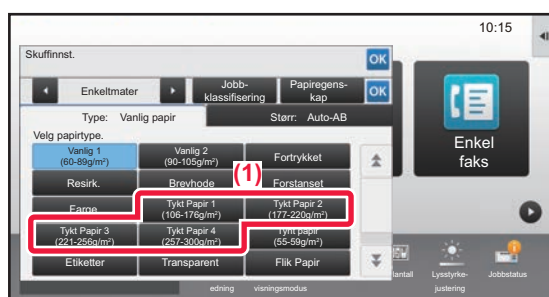 10:15
Skuffinnst.
OK
Enkeltmater
Jobb-
klassifisering
Papiregens-
kap
OK
Type: Vanlig papir
Størr: Auto-AB
Velg papirtype.
Vanlig 1
(60-89g/m²)
Vanlig 2
(90-105g/m²)
Fortrykket
Resirk.
Brevhode
(1)
Forstanset
Farge
Tykt Papir 1
(106-176g/m²)
Tykt Papir 2
(177-220g/m²)
Tykt Papir 3
(221-256g/m²)
Tykt Papir 4
(257-300g/m²)
Tynt papir
(55-59g/m²)
Etiketter
Transparent
Flik Papir
Enkel
faks
edning
visningsmodus
lantall
Lysstyrke-
justering
Jobbstatus